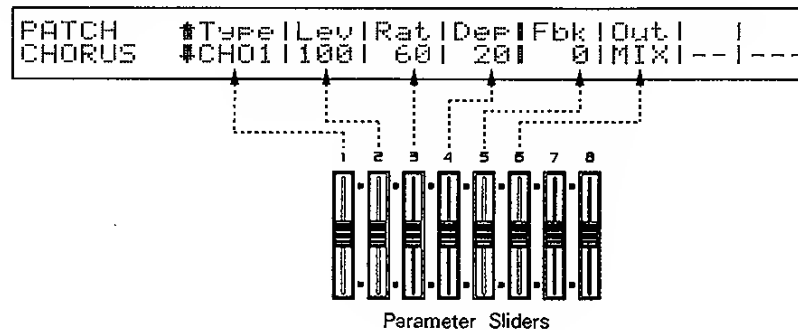 PATCH ⬆Type|Lev|Rat|Dep|Fbk|Out| |
CHORUS ⬇CHO1|100| 60| 20| 0|MIX|--|---
1 2 3 4 5 6 7 8
Parameter Sliders